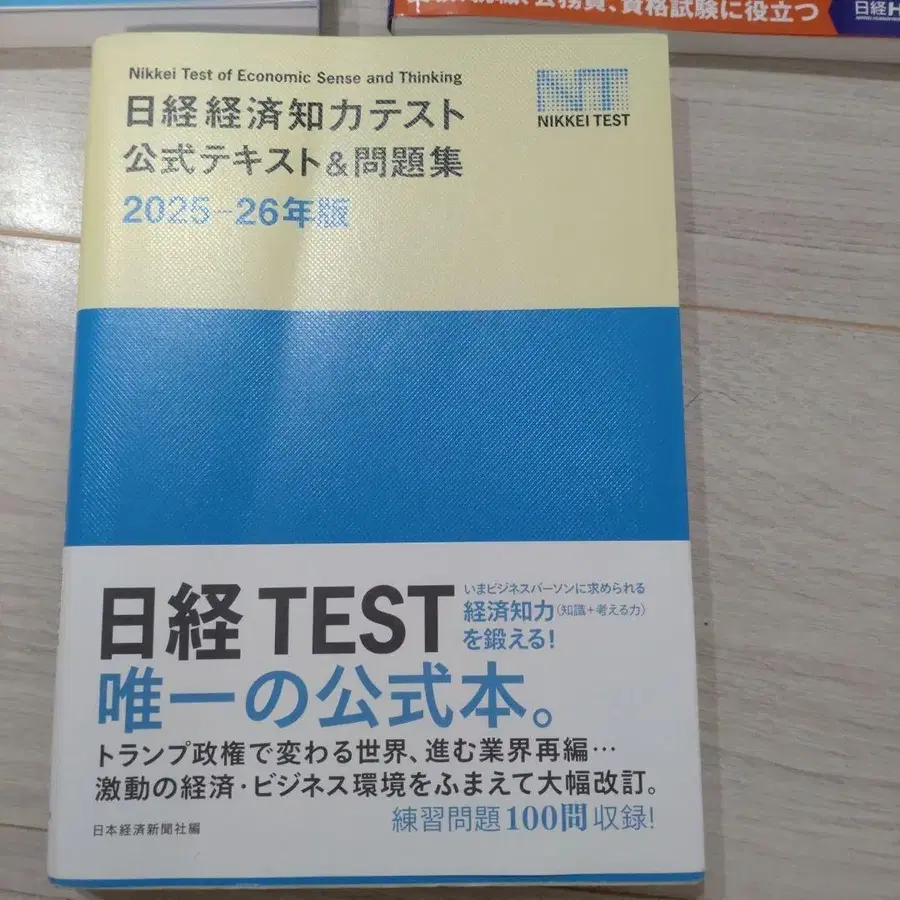 職、公務員、資格試験に役立つ
日経H
Nikkei Test of Economic Sense and Thinking
日経経済知力テスト
公式テキスト&問題集
2025-26年版
NT
NIKKEI TEST
日経TEST
いまビジネスパーソンに求められる
経済知力(知識+考える力)
を鍛える!
唯一の公式本。
トランプ政権で変わる世界、進む業界再編…
激動の経済・ビジネス環境をふまえて大幅改訂。
練習問題100問収録!
日本経済新聞社編